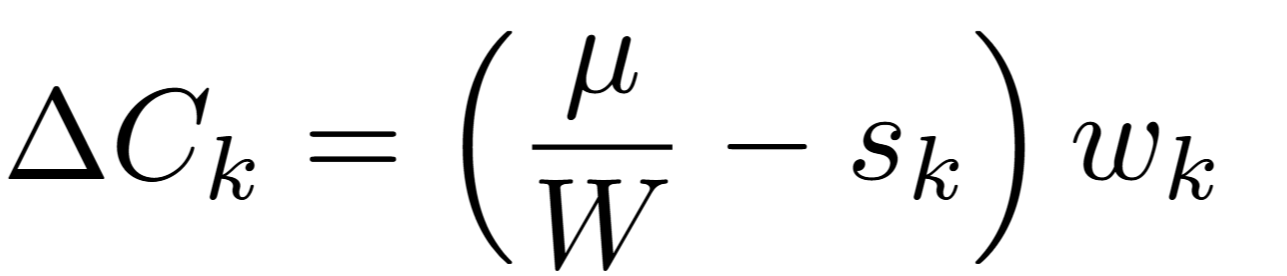 ΔC_k = (μ/W − s_k) w_k